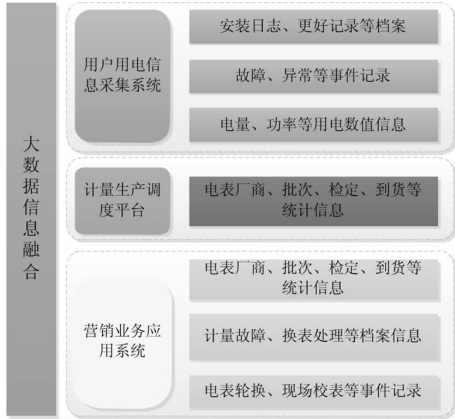 大数据信息融合
用户用电信
息采集系统
安装日志、更好记录等档案
故障、异常等事件记录
电量、功率等用电数值信息
计量生产调
度平台
电表厂商、批次、检定、到货等
统计信息
营销业务应
用系统
电表厂商、批次、检定、到货等
统计信息
计量故障、换表处理等档案信息
电表轮换、现场校表等事件记录